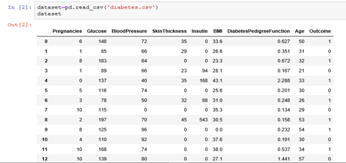 In [2]: dataset=pd.read_csv('diabetes.csv')
dataset
Out[2]:
Pregnancies Glucose BloodPressure SkinThickness Insulin BMI DiabetesPedigreeFunction Age Outcome
0 6 148 72 35 0 33.6 0.627 50 1
1 1 85 66 29 0 26.6 0.351 31 0
2 8 183 64 0 0 23.3 0.672 32 1
3 1 89 66 23 94 28.1 0.167 21 0
4 0 137 40 35 168 43.1 2.288 33 1
5 5 116 74 0 0 25.6 0.201 30 0
6 3 78 50 32 88 31.0 0.248 26 1
7 10 115 0 0 0 35.3 0.134 29 0
8 2 197 70 45 543 30.5 0.158 53 1
9 8 125 96 0 0 0.0 0.232 54 1
10 4 110 92 0 0 37.6 0.191 30 0
11 10 168 74 0 0 38.0 0.537 34 1
12 10 139 80 0 0 27.1 1.441 57 0